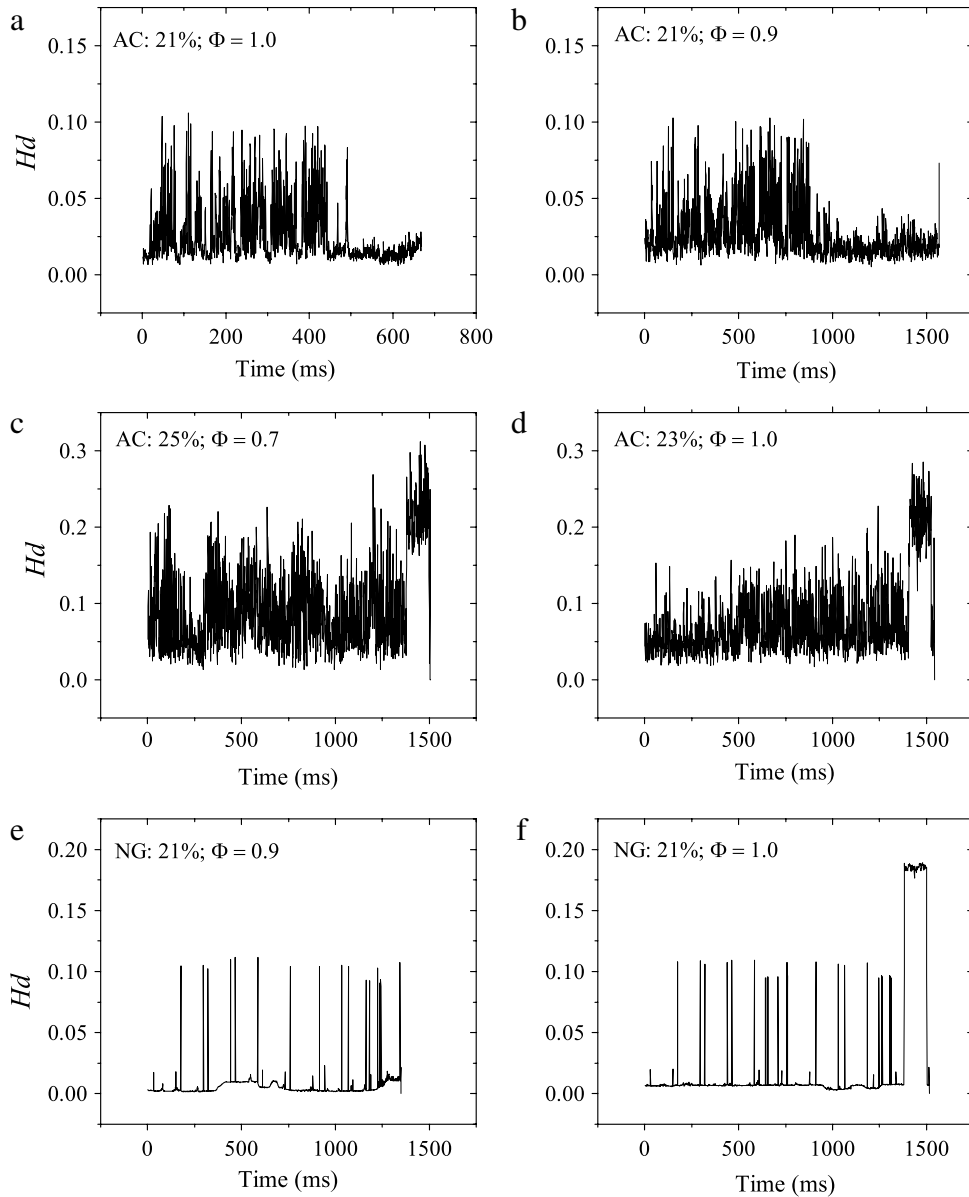 a
AC: 21%; Φ = 1.0
0.15
0.10
0.05
0.00
Hd
0 200 400 600 800
Time (ms)
b
AC: 21%; Φ = 0.9
0.15
0.10
0.05
0.00
0 500 1000 1500
Time (ms)
c
AC: 25%; Φ = 0.7
0.3
0.2
0.1
0.0
Hd
0 500 1000 1500
Time (ms)
d
AC: 23%; Φ = 1.0
0.3
0.2
0.1
0.0
0 500 1000 1500
Time (ms)
e
NG: 21%; Φ = 0.9
0.20
0.15
0.10
0.05
0.00
Hd
0 500 1000 1500
Time (ms)
f
NG: 21%; Φ = 1.0
0.20
0.15
0.10
0.05
0.00
0 500 1000 1500
Time (ms)